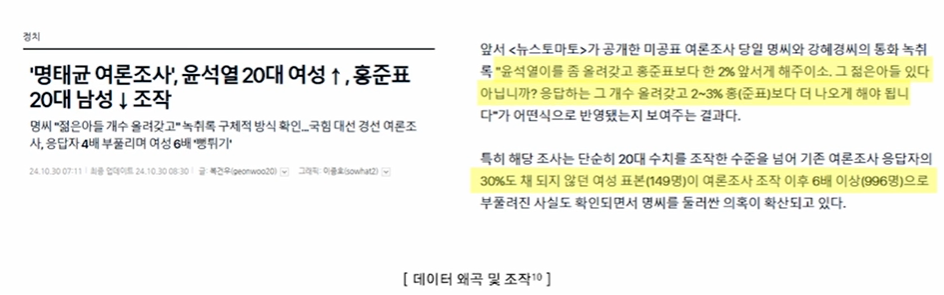 정치
'명태균 여론조사', 윤석열 20대 여성↑, 홍준표
20대 남성↓ 조작
명씨 "젊은아들 개수 올려갖고" 녹취록 구체적 방식 확인…국힘 대선 경선 여론조
사, 응답자 4배 부풀리며 여성 6배 '뻥튀기'
24.10.30 07:11 | 최종 업데이트 24.10.30 08:30 | 글: 복건우(geonwoo20) 그래픽: 이종호(sowhat2)
앞서 <뉴스토마토>가 공개한 미공표 여론조사 당일 명씨와 강혜경씨의 통화 녹취
록 "윤석열이를 좀 올려갖고 홍준표보다 한 2% 앞서게 해주이소. 그 젊은아들 있다
아닙니까? 응답하는 그 개수 올려갖고 2~3% 홍(준표)보다 더 나오게 해야 됩니
다"가 어떤식으로 반영됐는지 보여주는 결과다.
특히 해당 조사는 단순히 20대 수치를 조작한 수준을 넘어 기존 여론조사 응답자의
30%도 채 되지 않던 여성 표본(149명)이 여론조사 조작 이후 6배 이상(996명)으로
부풀려진 사실도 확인되면서 명씨를 둘러싼 의혹이 확산되고 있다.
[ 데이터 왜곡 및 조작10 ]